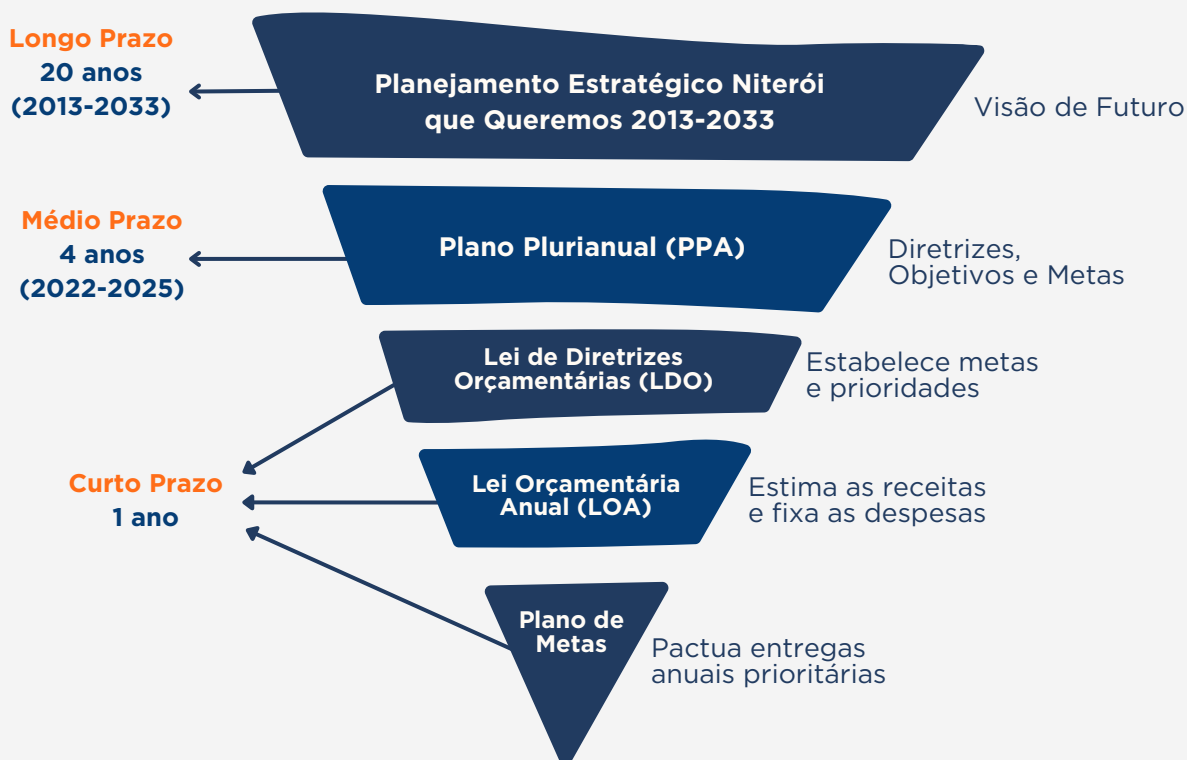 Longo Prazo
20 anos
(2013-2033)
Planejamento Estratégico Niterói
que Queremos 2013-2033
Visão de Futuro
Médio Prazo
4 anos
(2022-2025)
Plano Plurianual (PPA)
Diretrizes,
Objetivos e Metas
Lei de Diretrizes
Orçamentárias (LDO)
Estabelece metas
e prioridades
Curto Prazo
1 ano
Lei Orçamentária
Anual (LOA)
Estima as receitas
e fixa as despesas
Plano de
Metas
Pactua entregas
anuais prioritárias